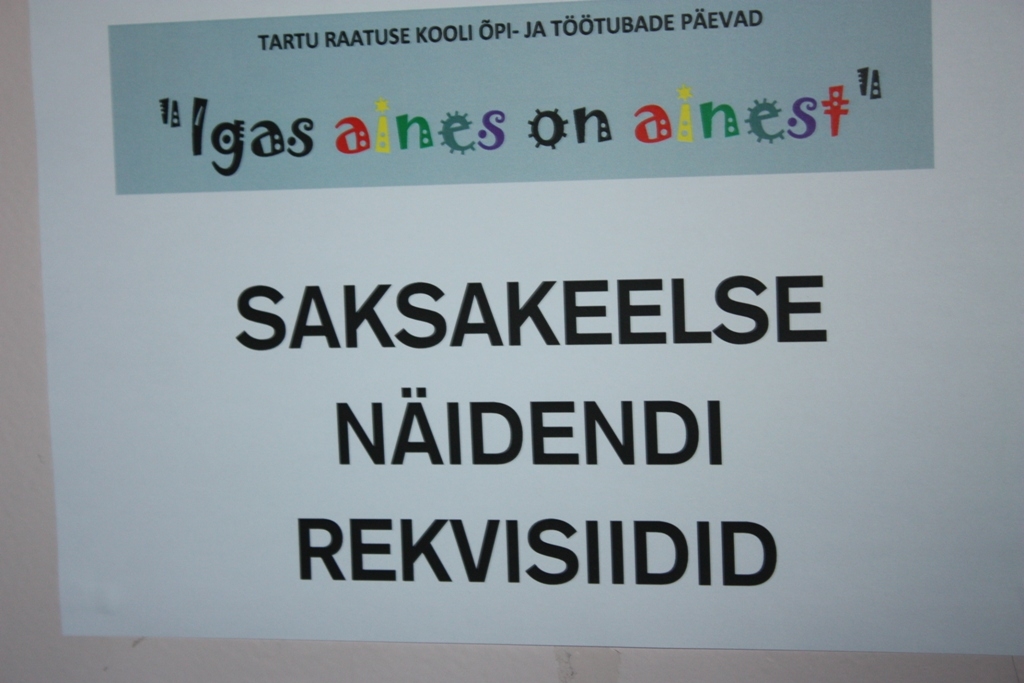 TARTU RAATUSE KOOLI ÕPI- JA TÖÖTUBADE PÄEVAD
"Igas aines on ainest"
SAKSAKEELSE
NÄIDENDI
REKVISIIDID